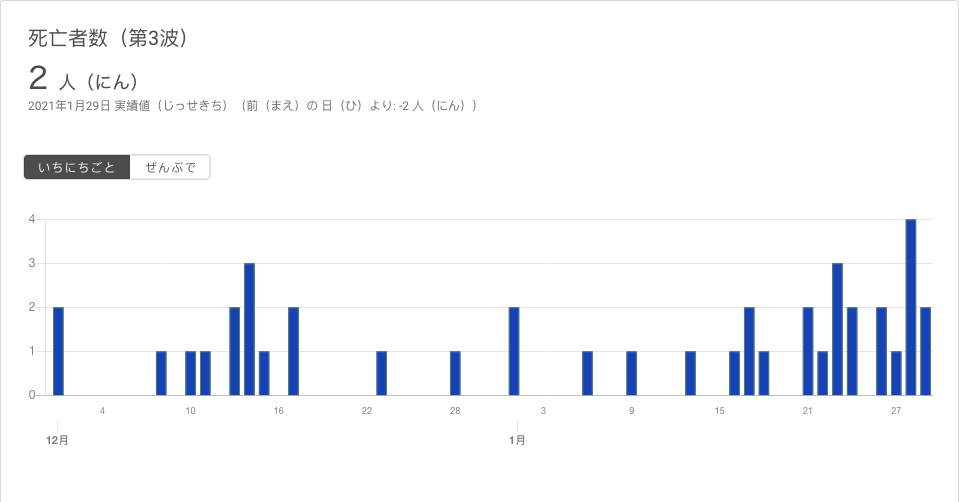 死亡者数（第3波）
2 人（にん）
2021年1月29日 実績値（じっせきち）（前（まえ）の 日（ひ）より: -2 人（にん））
いちにちごと ぜんぶで
4
3
2
1
0
4 10 16 22 28 3 9 15 21 27
12月 1月